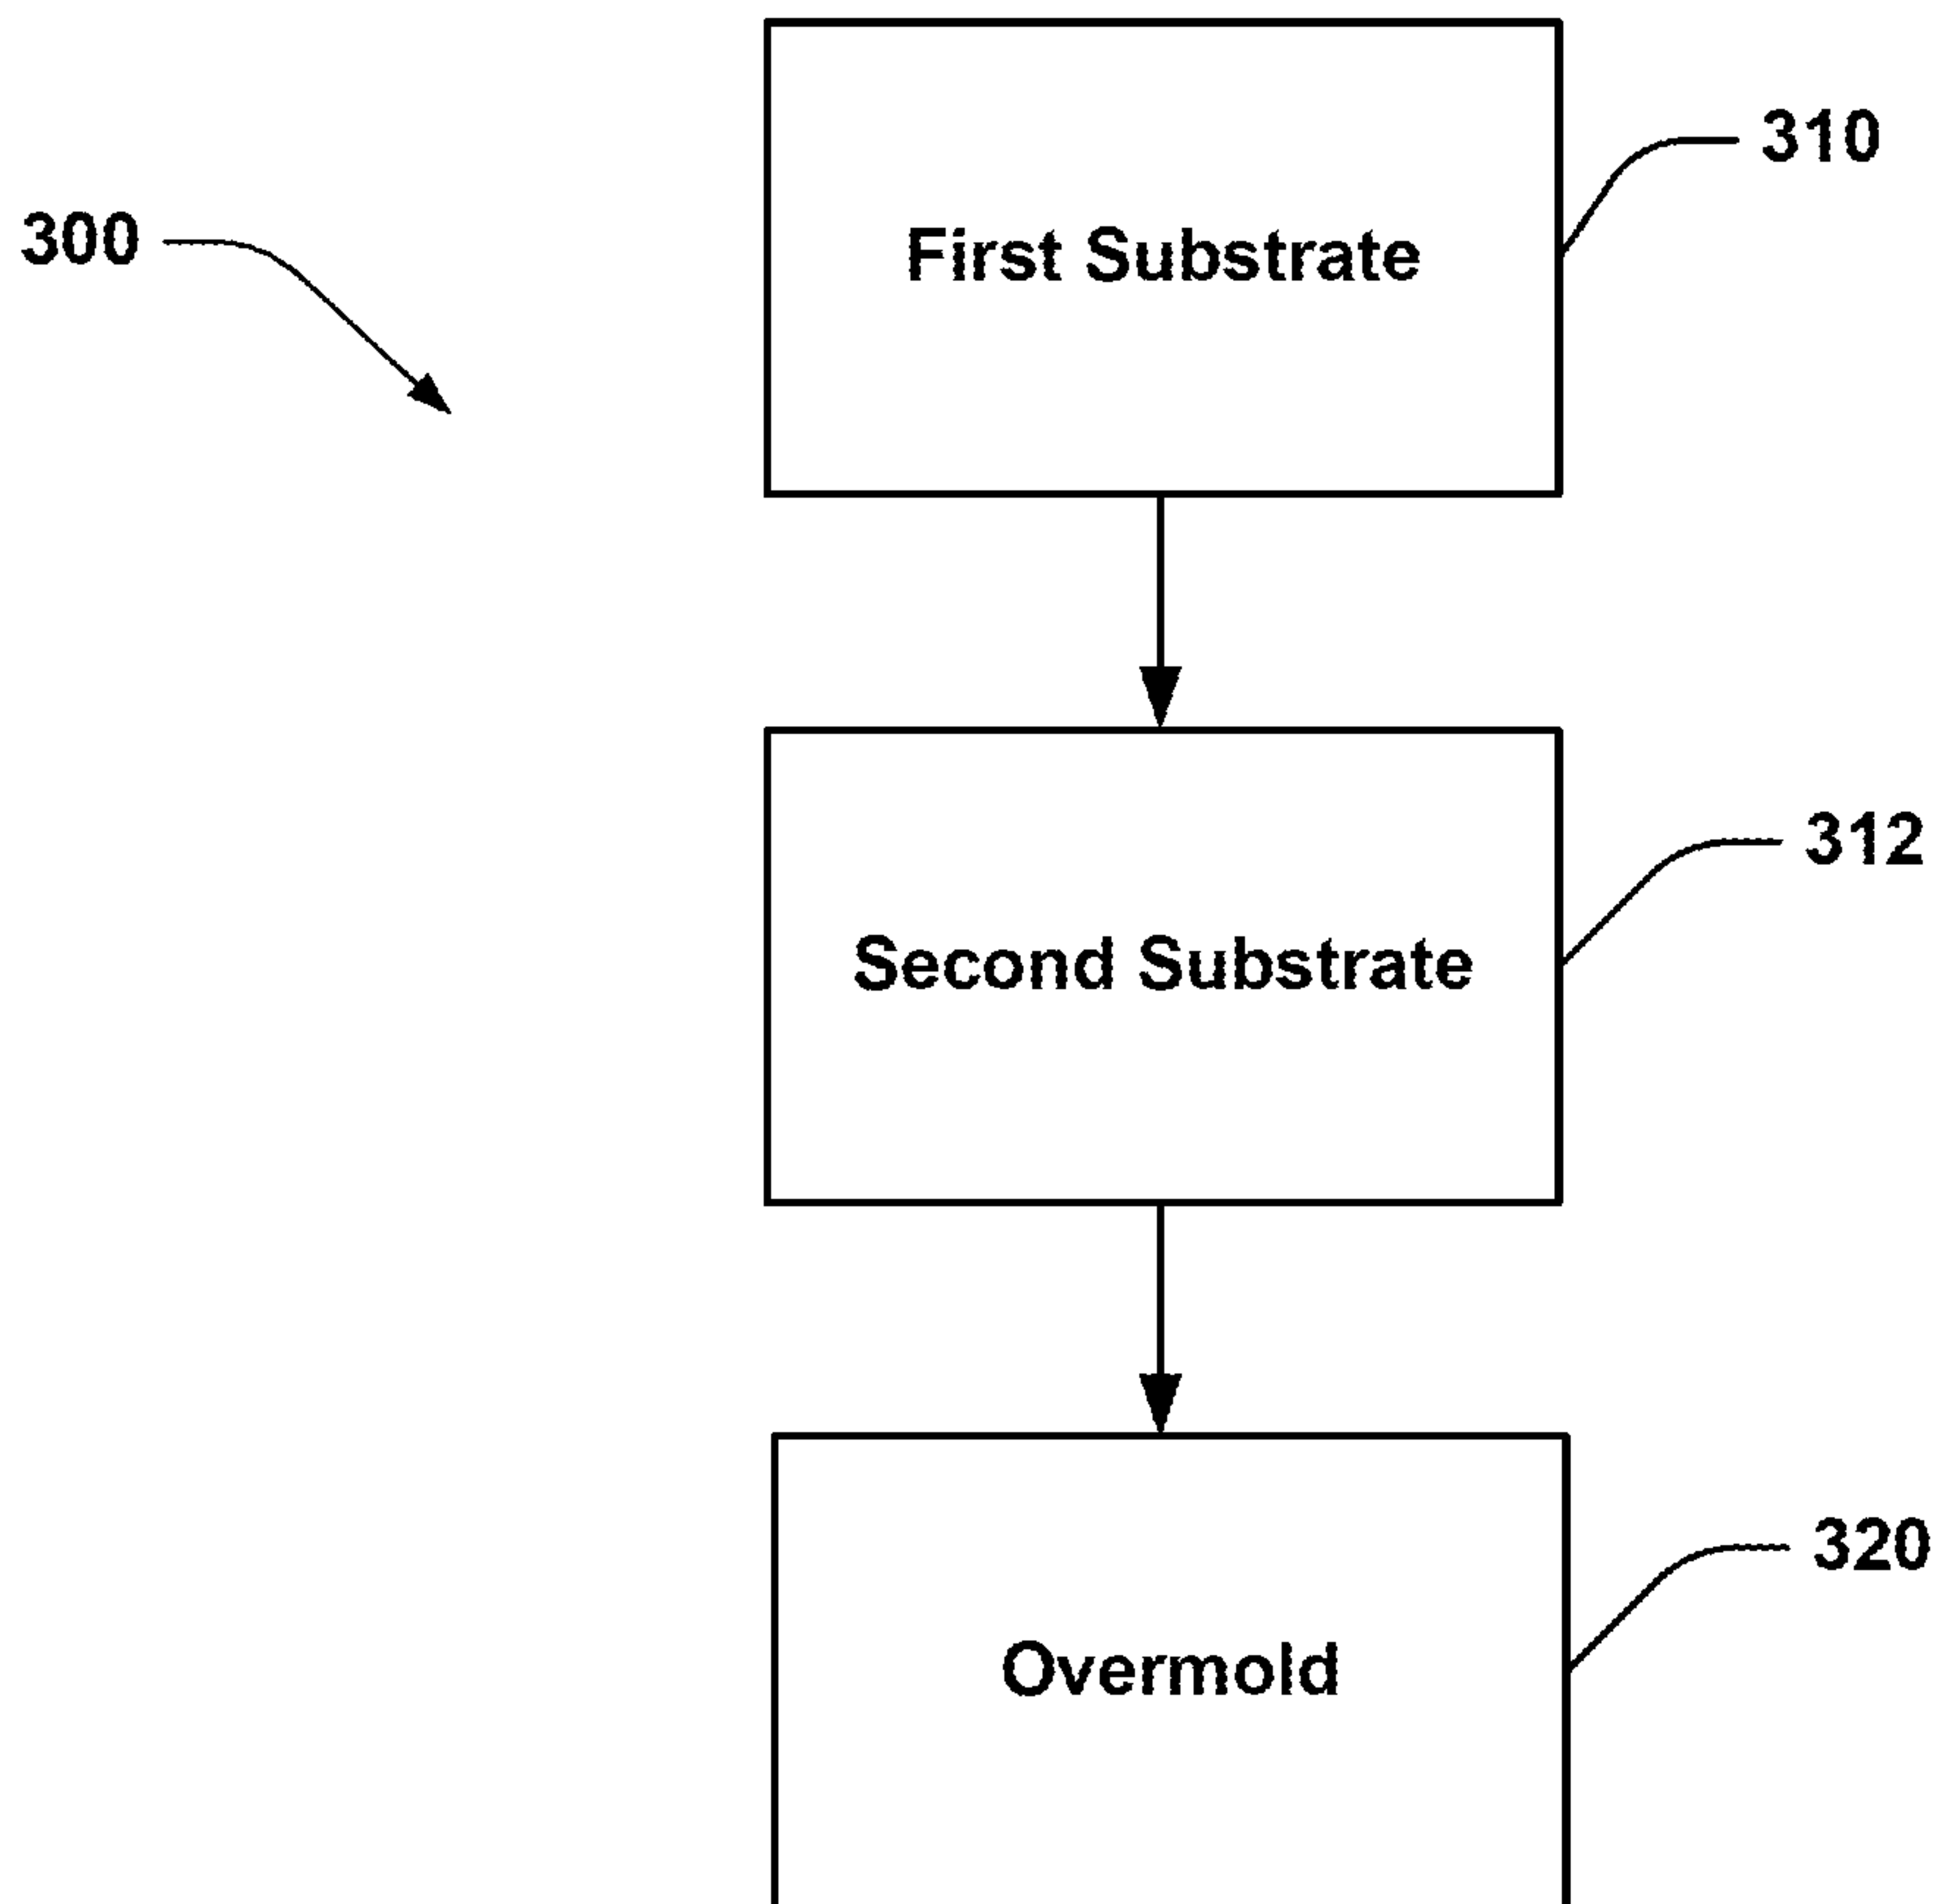 310
300
First Substrate
312
Second Substrate
320
Overmold